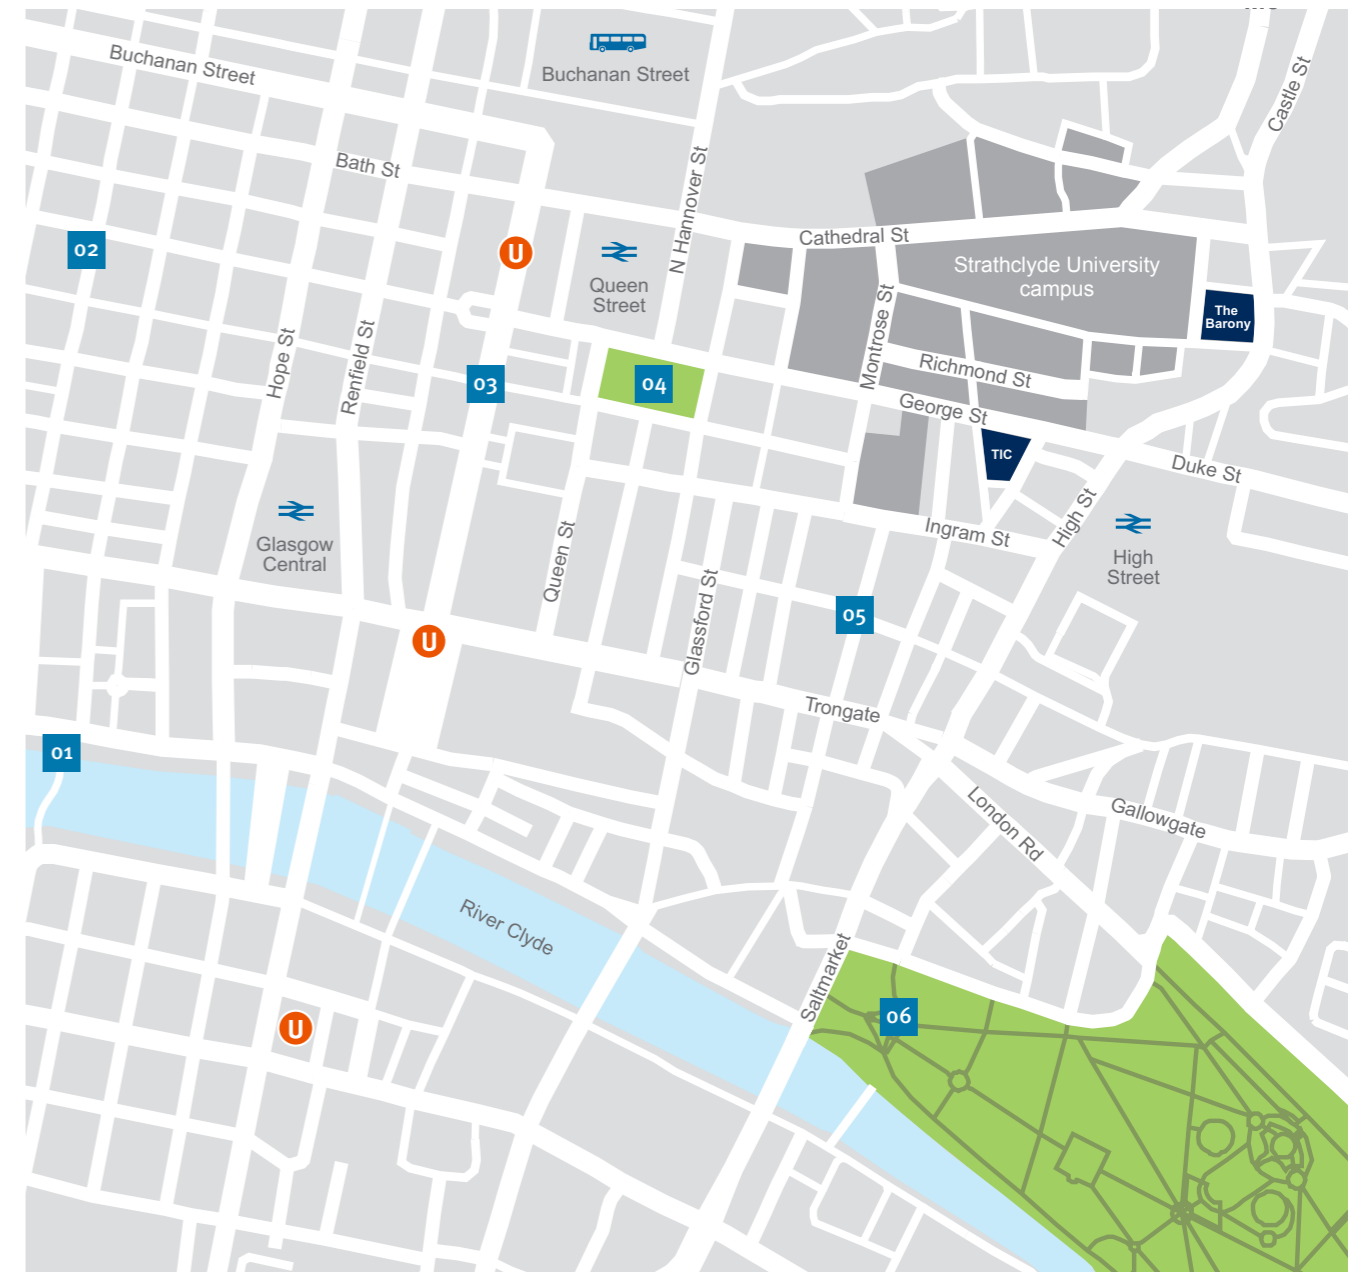 Buchanan Street
Buchanan Street
Castle St
Bath St
N Hannover St
02
U
Cathedral St
Queen
Street
Strathclyde University
campus
The
Barony
Montrose St
Hope St
Renfield St
03
04
Richmond St
George St
TIC
Duke St
High St
Glasgow
Central
Ingram St
High
Street
Queen St
Glassford St
05
U
Trongate
01
London Rd
Gallowgate
River Clyde
Saltmarket
06
U